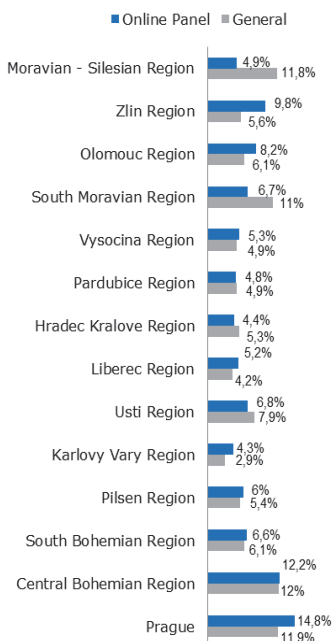 Online Panel General
Moravian - Silesian Region
4,9%
11,8%
Zlin Region
9,8%
5,6%
Olomouc Region
8,2%
6,1%
South Moravian Region
6,7%
11%
Vysocina Region
5,3%
4,9%
Pardubice Region
4,8%
4,9%
Hradec Kralove Region
4,4%
5,3%
Liberec Region
5,2%
4,2%
Usti Region
6,8%
7,9%
Karlovy Vary Region
4,3%
2,9%
Pilsen Region
6%
5,4%
South Bohemian Region
6,6%
6,1%
Central Bohemian Region
12,2%
12%
Prague
14,8%
11,9%